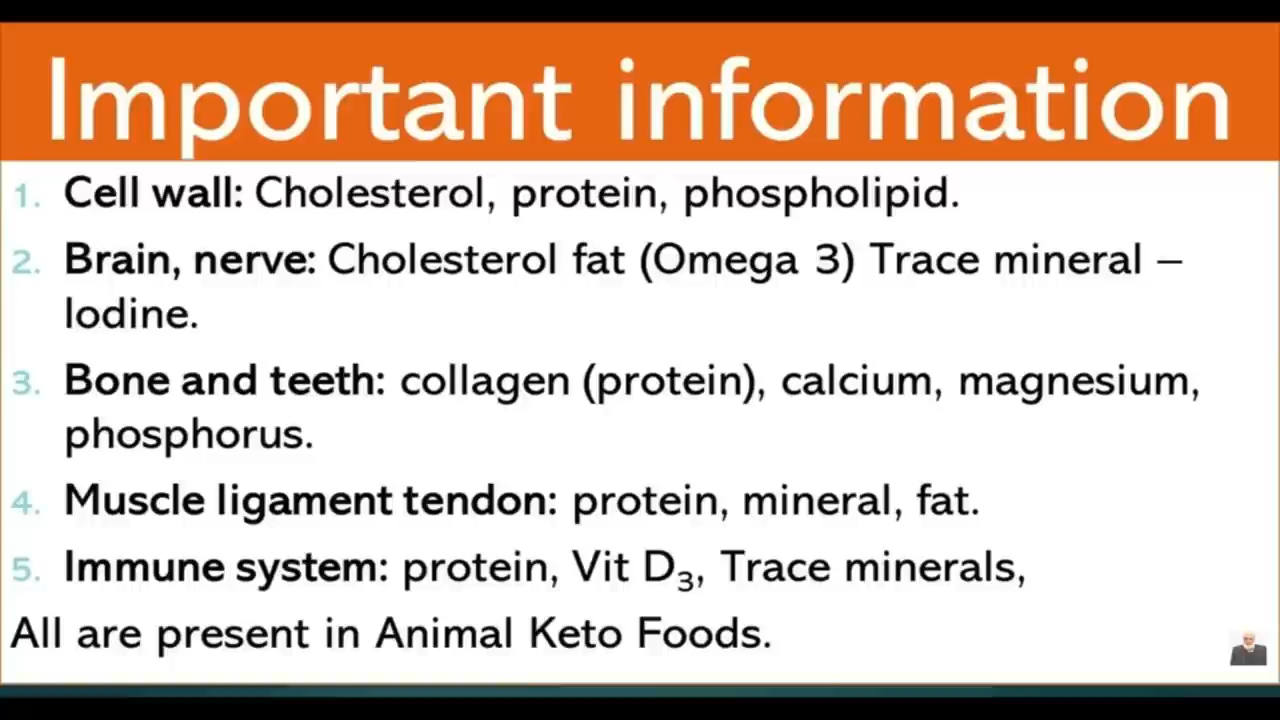 Important information
1. Cell wall: Cholesterol, protein, phospholipid.
2. Brain, nerve: Cholesterol fat (Omega 3) Trace mineral –
Iodine.
3. Bone and teeth: collagen (protein), calcium, magnesium,
phosphorus.
4. Muscle ligament tendon: protein, mineral, fat.
5. Immune system: protein, Vit D₃, Trace minerals,
All are present in Animal Keto Foods.